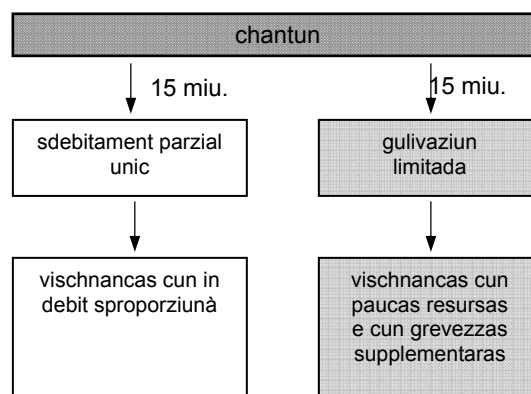 chantun
15 miu.
15 miu.
sdebitament parzial
unic
gulivaziun
limitada
vischnancas cun in
debit sproporziunà
vischnancas cun
paucas resursas
e cun grevezzas
supplementaras